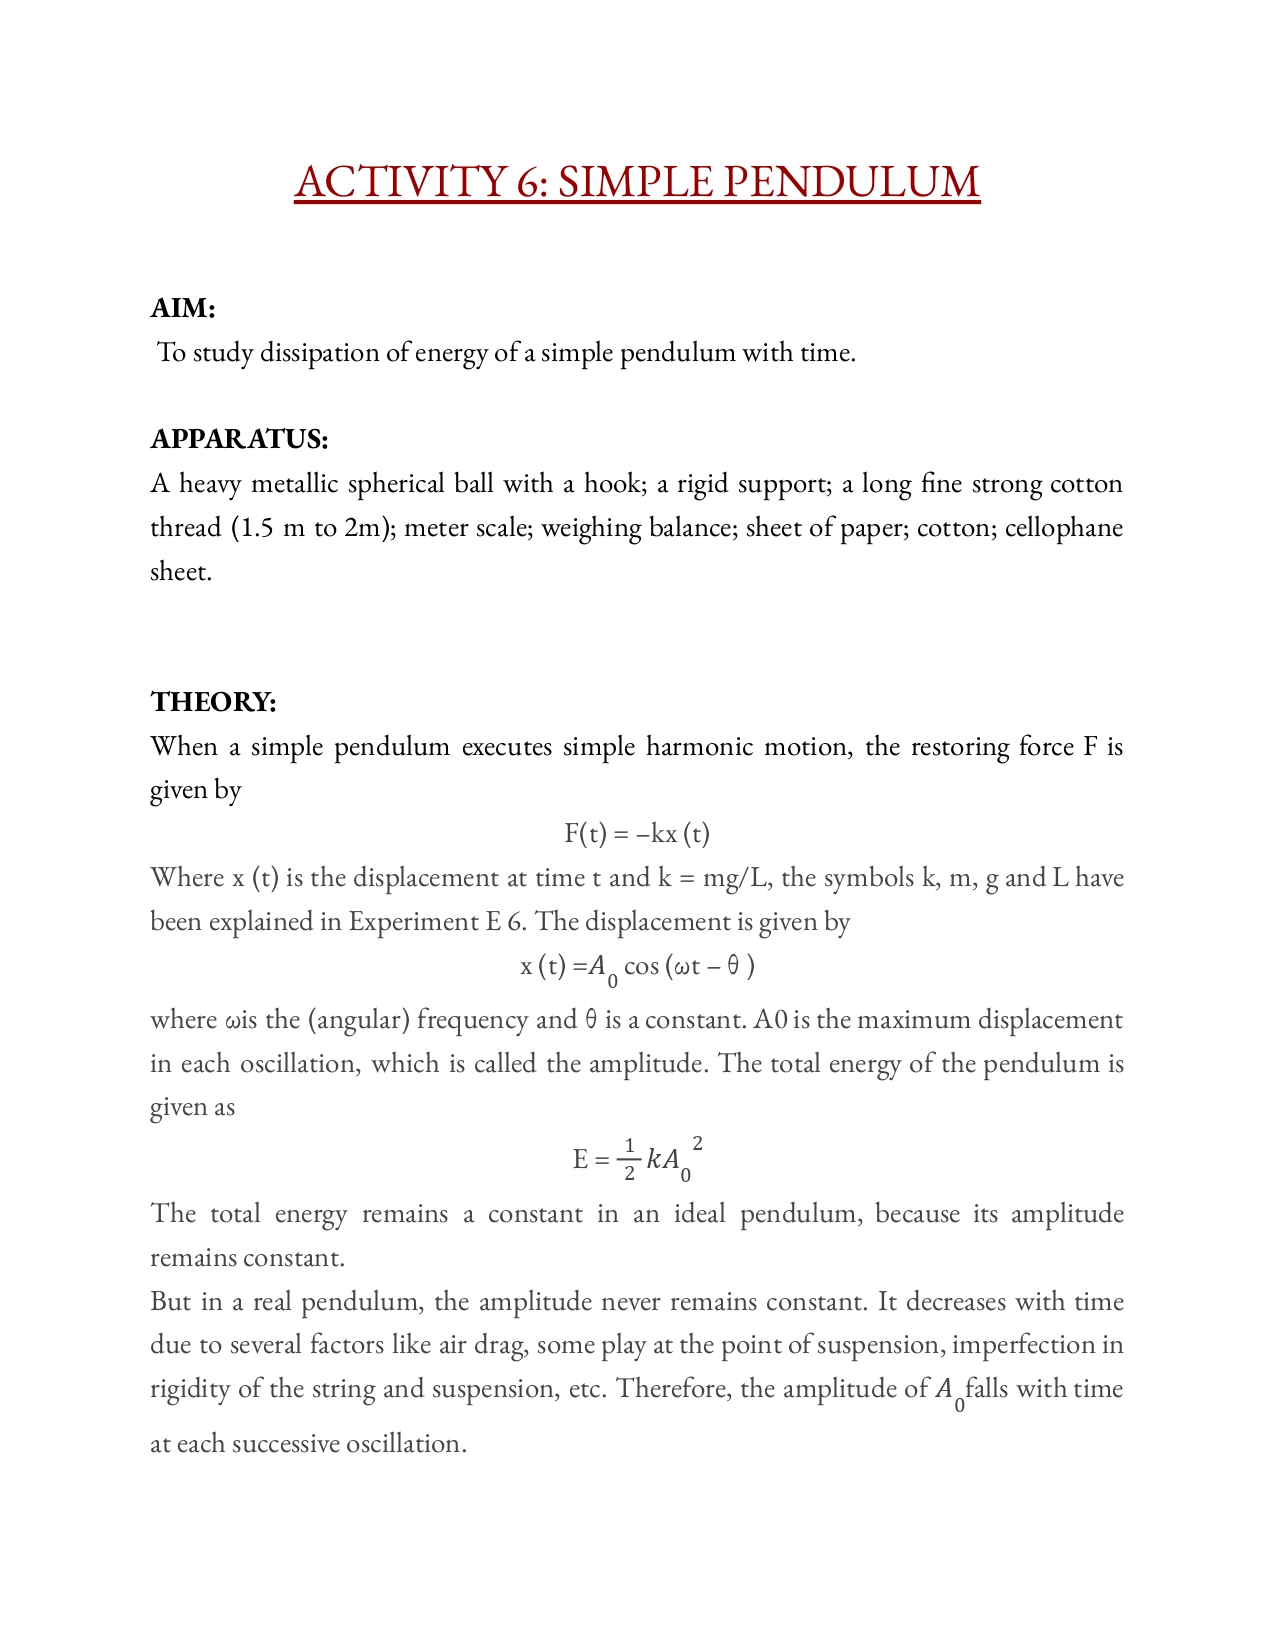 ACTIVITY 6: SIMPLE PENDULUM
AIM:
To study dissipation of energy of a simple pendulum with time.
APPARATUS:
A heavy metallic spherical ball with a hook; a rigid support; a long fine strong cotton
thread (1.5 m to 2m); meter scale; weighing balance; sheet of paper; cotton; cellophane
sheet.
THEORY:
When a simple pendulum executes simple harmonic motion, the restoring force F is
given by
F(t) = –kx (t)
Where x (t) is the displacement at time t and k = mg/L, the symbols k, m, g and L have
been explained in Experiment E 6. The displacement is given by
x (t) =A₀ cos (ωt – θ )
where ωis the (angular) frequency and θ is a constant. A0 is the maximum displacement
in each oscillation, which is called the amplitude. The total energy of the pendulum is
given as
E = 1/2 kA₀²
The total energy remains a constant in an ideal pendulum, because its amplitude
remains constant.
But in a real pendulum, the amplitude never remains constant. It decreases with time
due to several factors like air drag, some play at the point of suspension, imperfection in
rigidity of the string and suspension, etc. Therefore, the amplitude of A₀falls with time
at each successive oscillation.